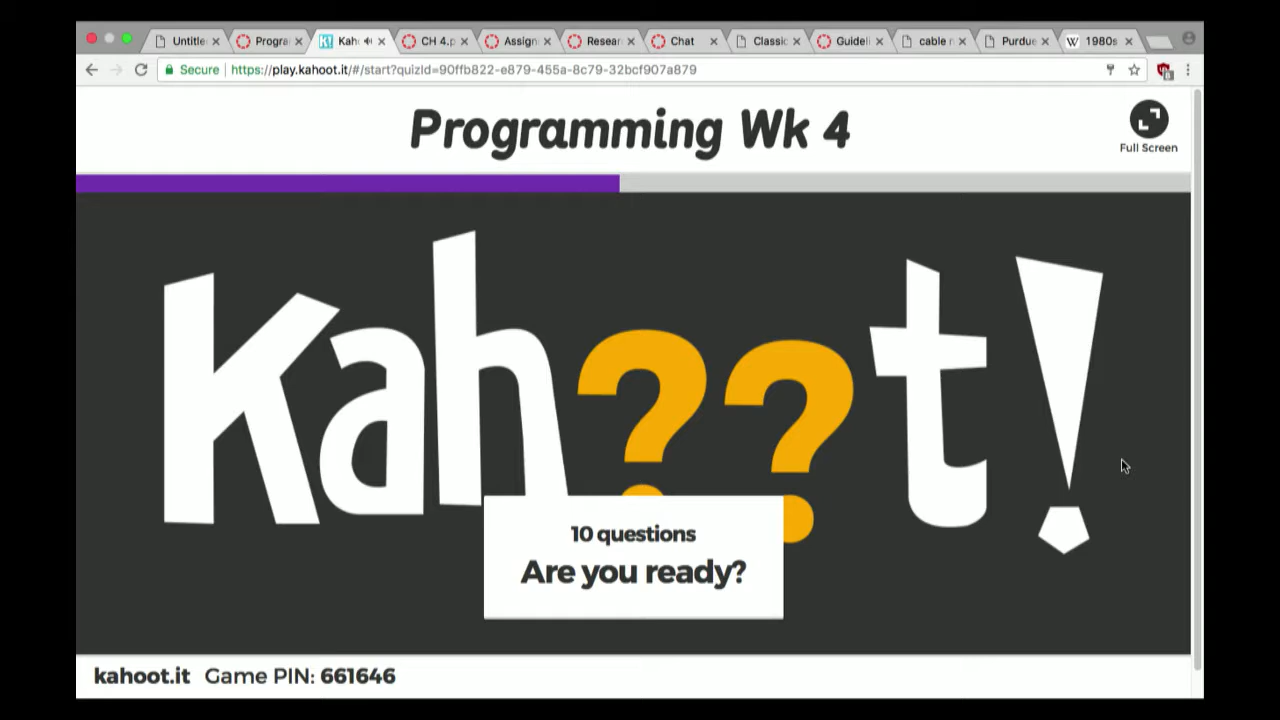 Untitle Progra Kah CH 4.p Assign Resear Chat Classic Guideli cable n Purdue 1980s
Secure https://play.kahoot.it/#/start?quizId=90ffb822-e879-455a-8c79-32bcf907a879
Programming Wk 4
Full Screen
Kah??t!
10 questions
Are you ready?
kahoot.it Game PIN: 661646